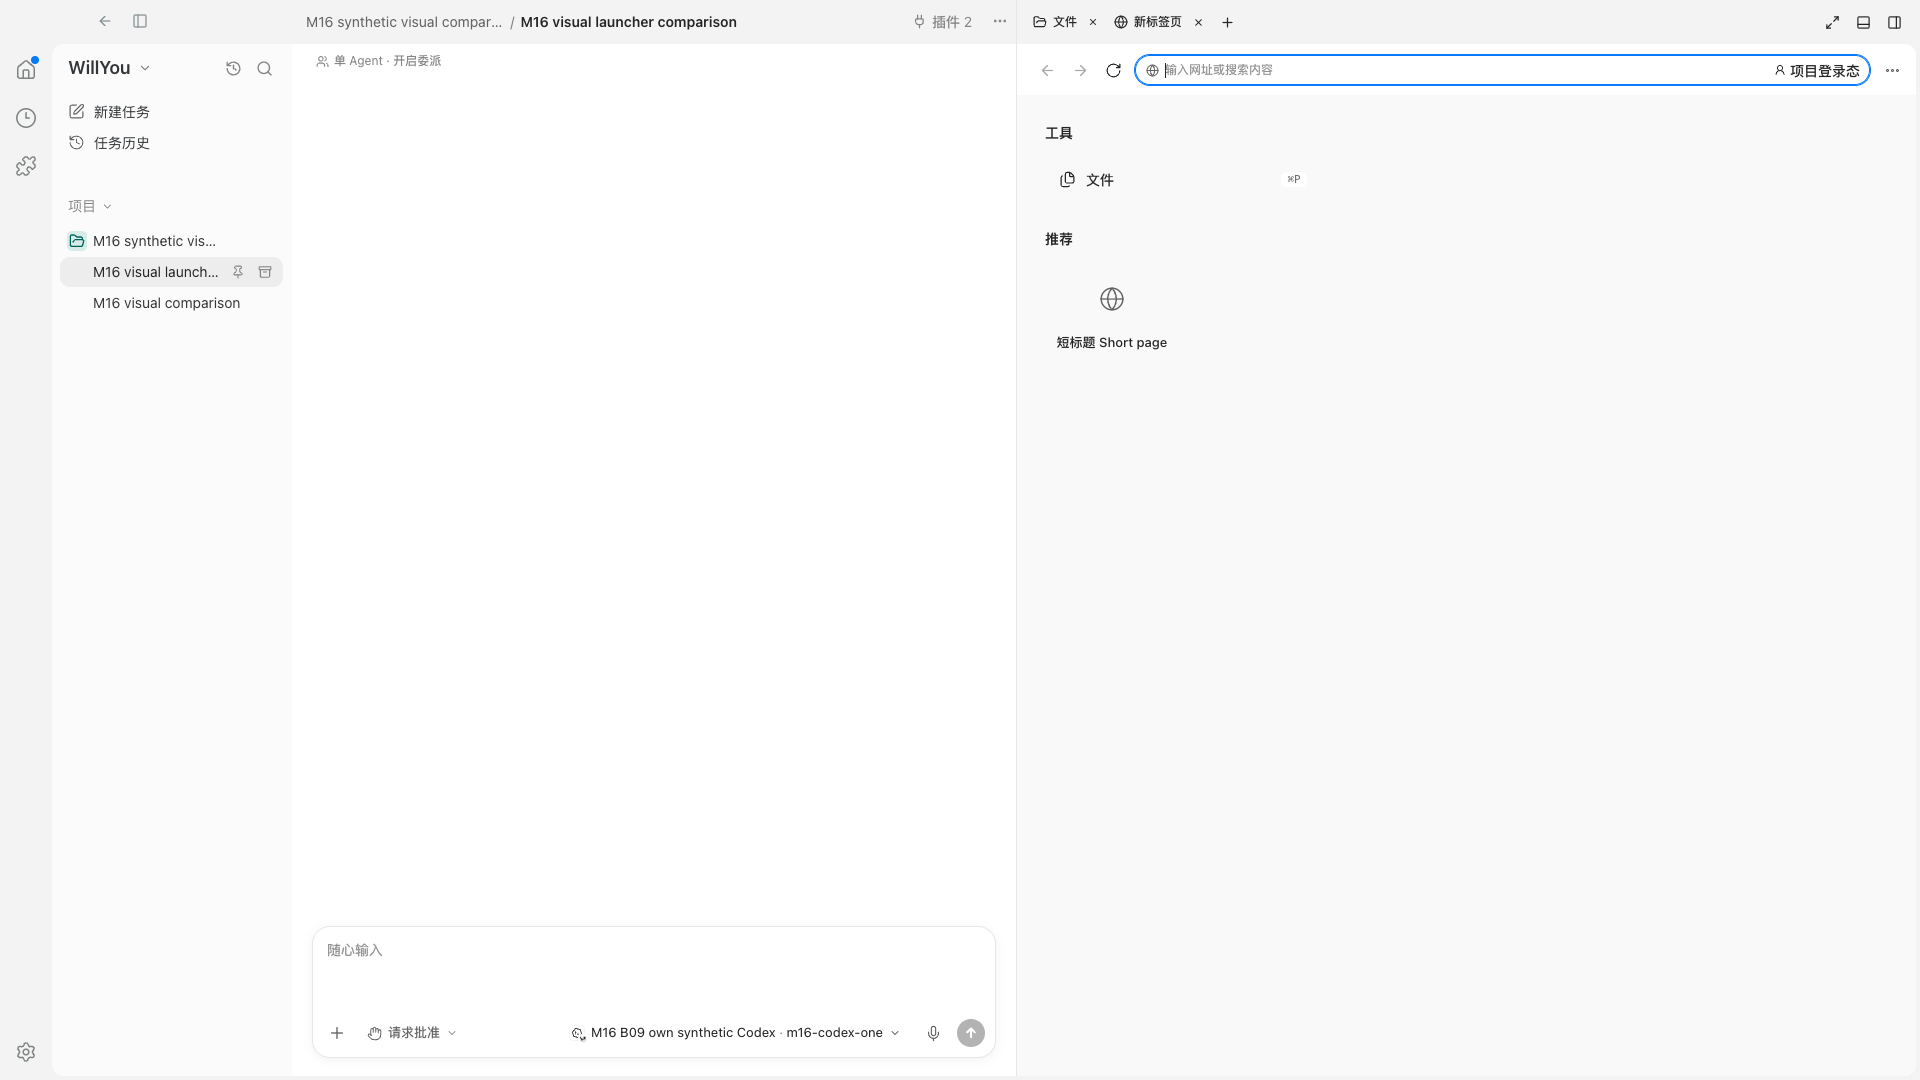 M16 synthetic visual compar... / M16 visual launcher comparison
插件 2
文件
新标签页
WillYou
新建任务
任务历史
项目
M16 synthetic vis...
M16 visual launch...
M16 visual comparison
单 Agent · 开启委派
随心输入
请求批准
M16 B09 own synthetic Codex · m16-codex-one
输入网址或搜索内容
项目登录态
工具
文件
⌘P
推荐
短标题 Short page